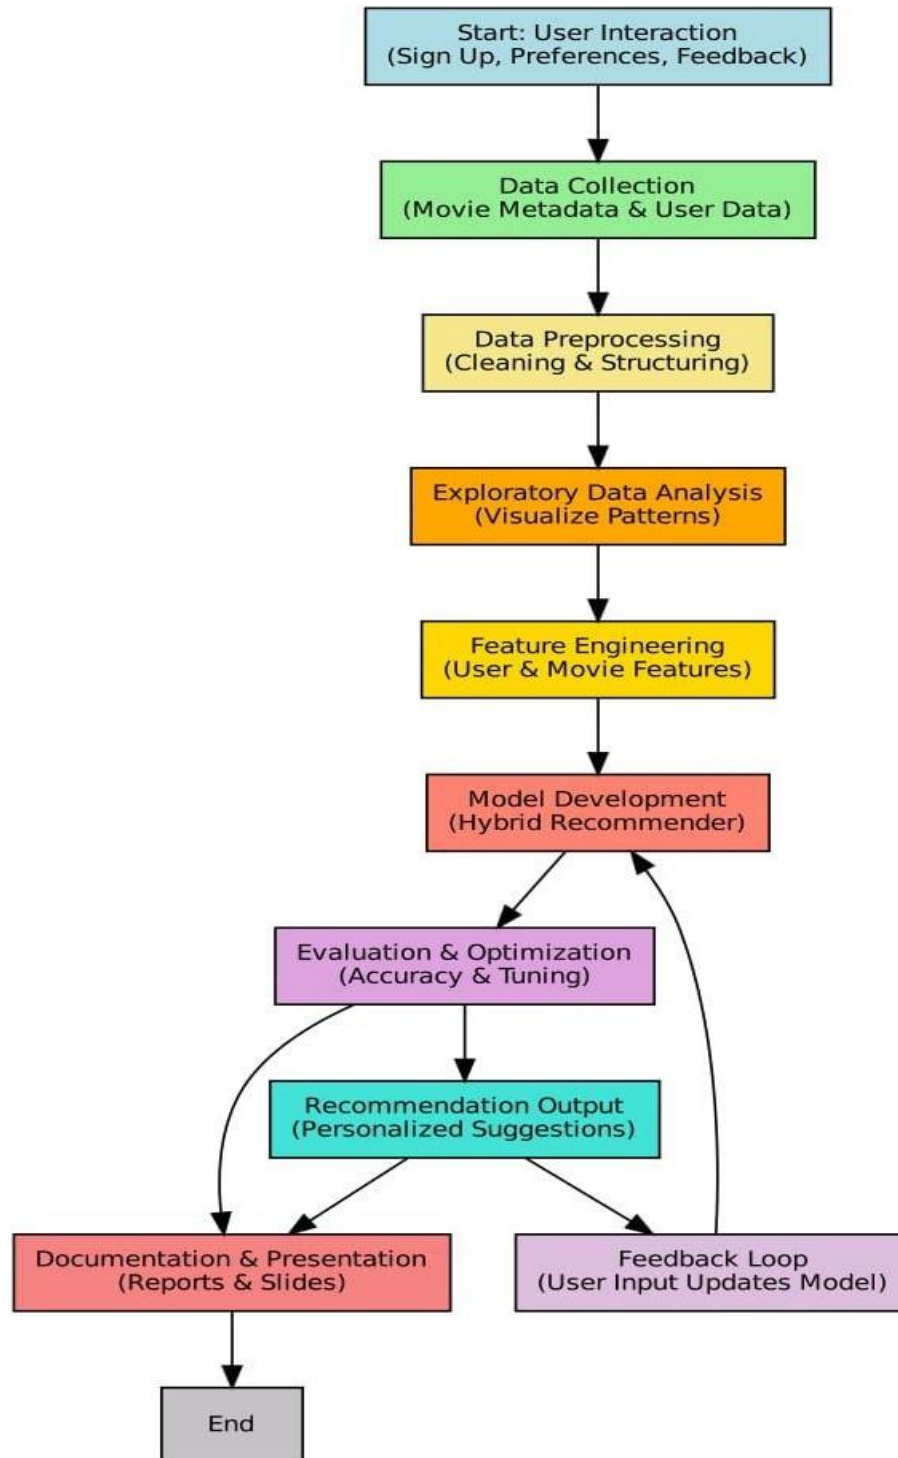 Start: User Interaction
(Sign Up, Preferences, Feedback)
Data Collection
(Movie Metadata & User Data)
Data Preprocessing
(Cleaning & Structuring)
Exploratory Data Analysis
(Visualize Patterns)
Feature Engineering
(User & Movie Features)
Model Development
(Hybrid Recommender)
Evaluation & Optimization
(Accuracy & Tuning)
Recommendation Output
(Personalized Suggestions)
Documentation & Presentation
(Reports & Slides)
Feedback Loop
(User Input Updates Model)
End